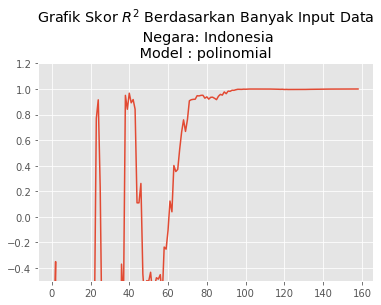 Grafik Skor R² Berdasarkan Banyak Input Data
Negara: Indonesia
Model : polinomial
1.2
1.0
0.8
0.6
0.4
0.2
0.0
−0.2
−0.4
0 20 40 60 80 100 120 140 160